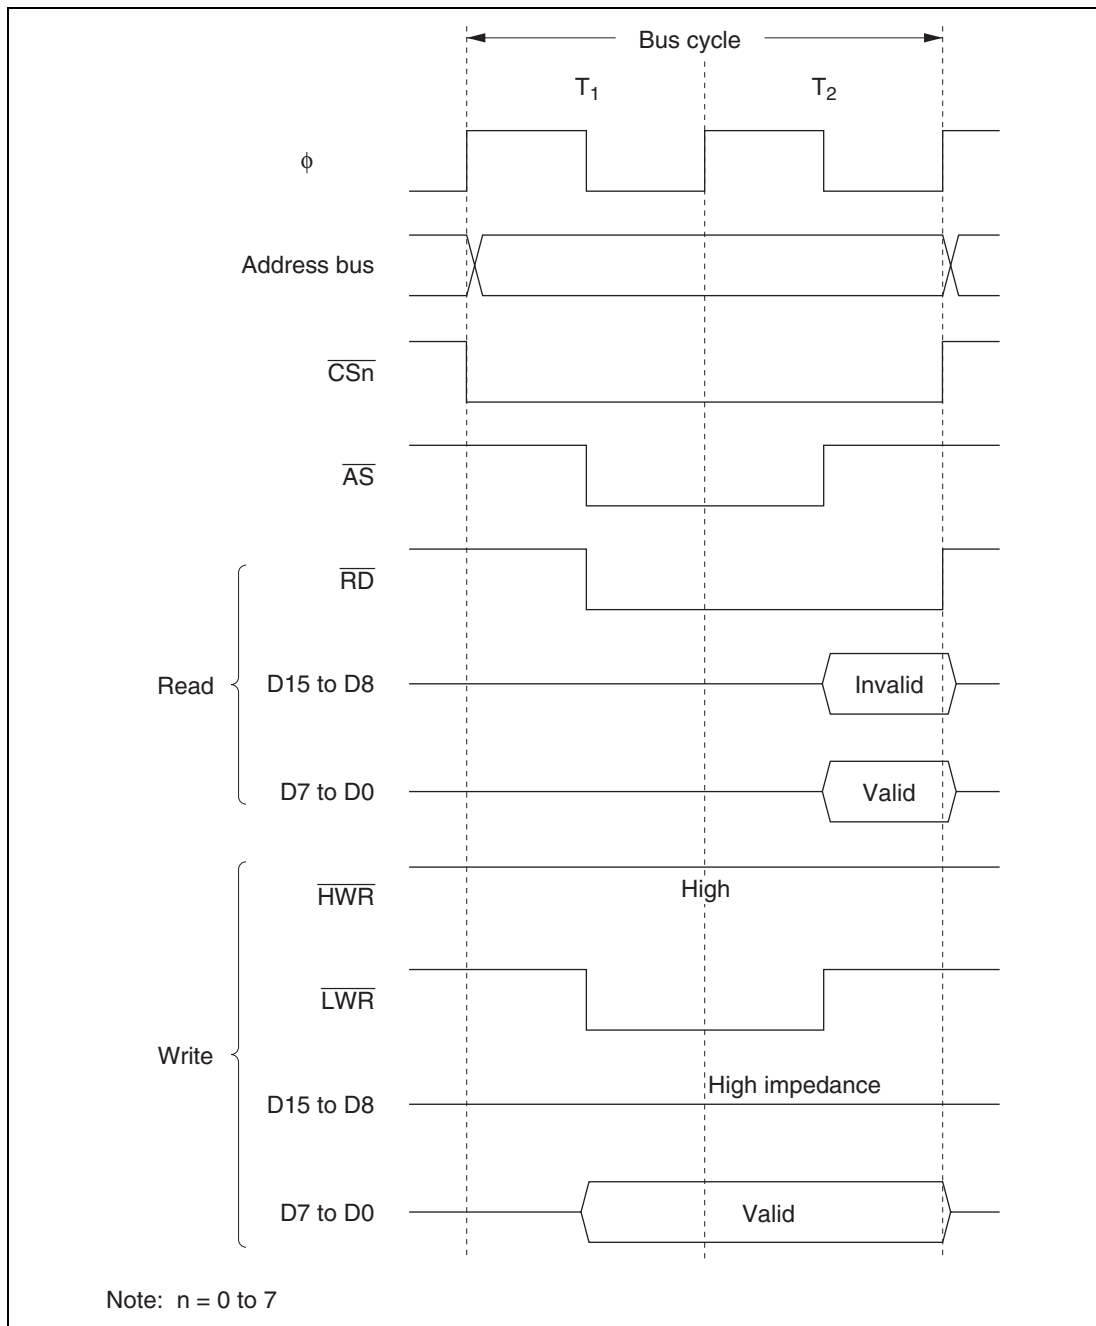 Bus cycle
T1 T2
ϕ
Address bus
CSn
AS
RD
Read
D15 to D8 Invalid
D7 to D0 Valid
HWR High
LWR
Write
High impedance
D15 to D8
D7 to D0 Valid
Note: n = 0 to 7